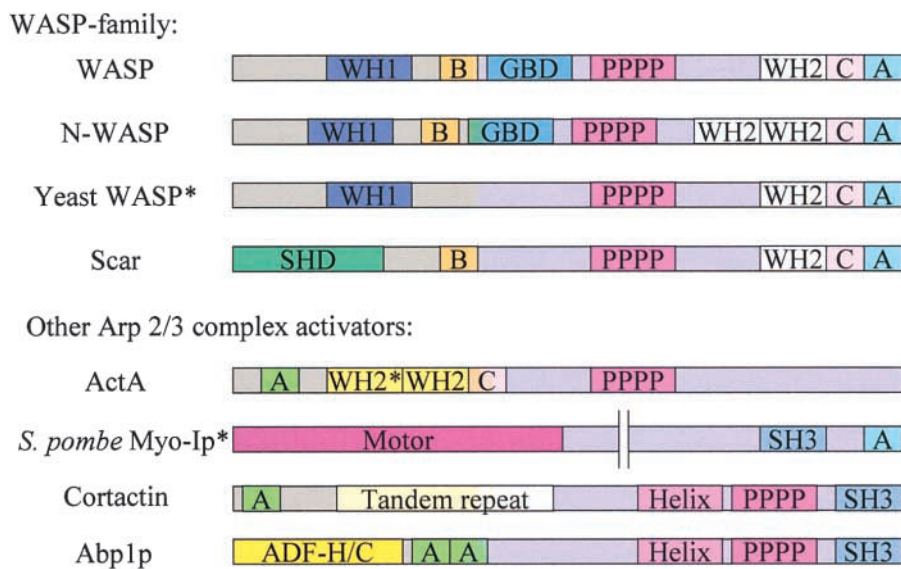 WASP-family:
WASP WH1 B GBD PPPP WH2 C A
N-WASP WH1 B GBD PPPP WH2 WH2 C A
Yeast WASP* WH1 PPPP WH2 C A
Scar SHD B PPPP WH2 C A
Other Arp 2/3 complex activators:
ActA A WH2* WH2 C PPPP
S. pombe Myo-Ip* Motor SH3 A
Cortactin A Tandem repeat Helix PPPP SH3
Abp1p ADF-H/C A A Helix PPPP SH3